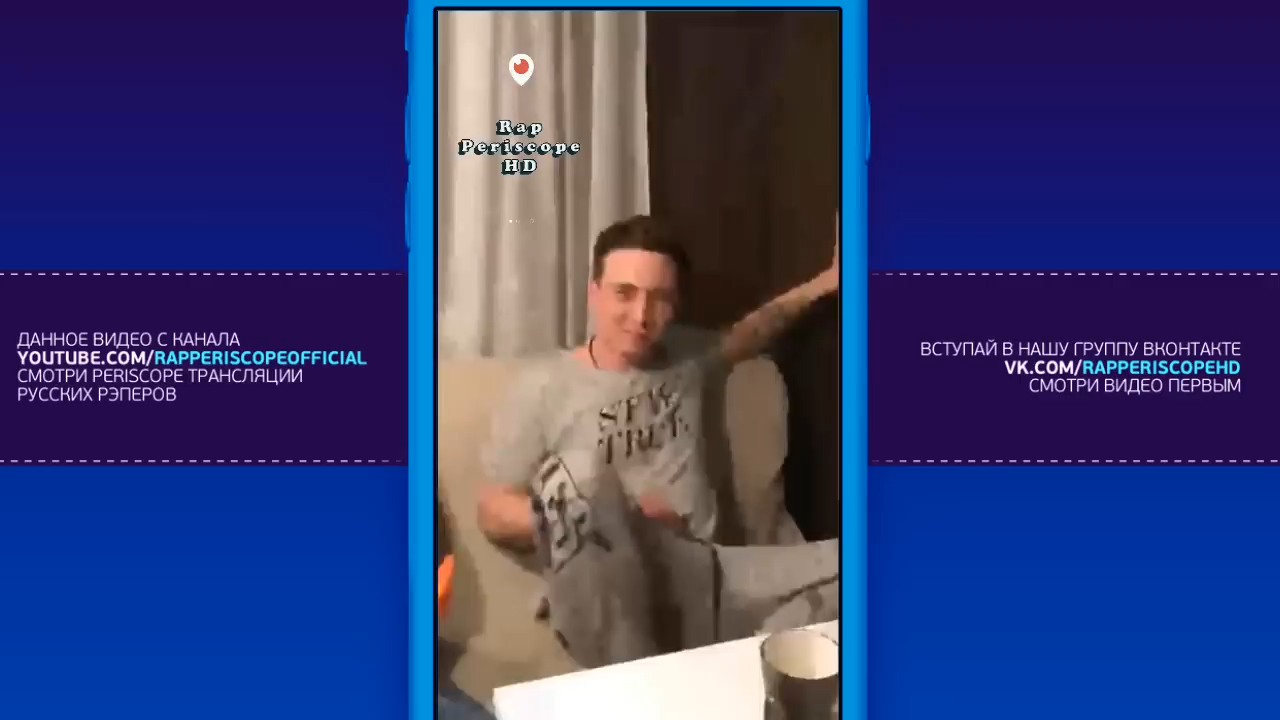 Rap
Periscope
HD
ДАННОЕ ВИДЕО С КАНАЛА
YOUTUBE.COM/RAPPERISCOPEOFFICIAL
СМОТРИ PERISCOPE ТРАНСЛЯЦИИ
РУССКИХ РЭПЕРОВ
ВСТУПАЙ В НАШУ ГРУППУ ВКОНТАКТЕ
VK.COM/RAPPERISCOPEHD
СМОТРИ ВИДЕО ПЕРВЫМ